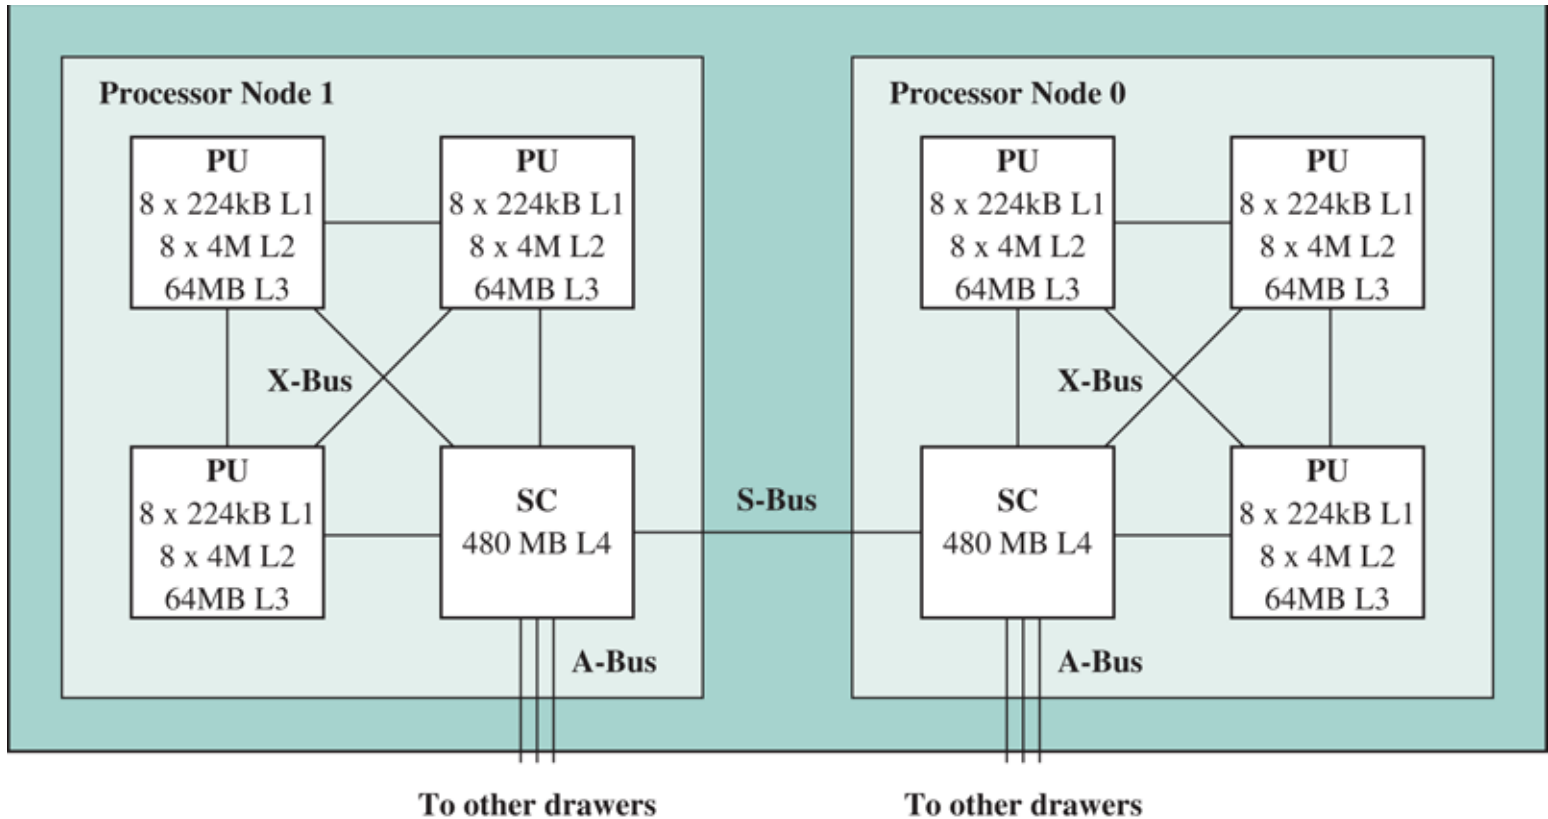 Processor Node 1
PU
8 x 224kB L1
8 x 4M L2
64MB L3
PU
8 x 224kB L1
8 x 4M L2
64MB L3
X-Bus
PU
8 x 224kB L1
8 x 4M L2
64MB L3
SC
480 MB L4
A-Bus
To other drawers
S-Bus
Processor Node 0
PU
8 x 224kB L1
8 x 4M L2
64MB L3
PU
8 x 224kB L1
8 x 4M L2
64MB L3
X-Bus
SC
480 MB L4
PU
8 x 224kB L1
8 x 4M L2
64MB L3
A-Bus
To other drawers